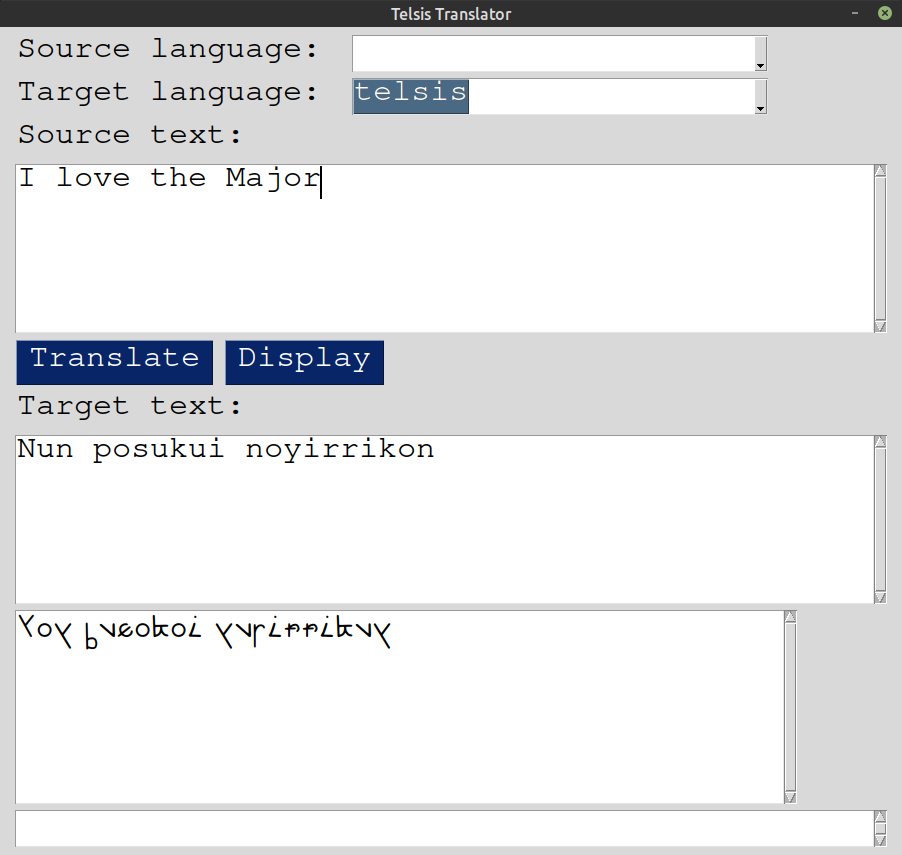 Telsis Translator
Source language:
Target language: telsis
Source text:
I love the Major
Translate Display
Target text:
Nun posukui noyirrikon